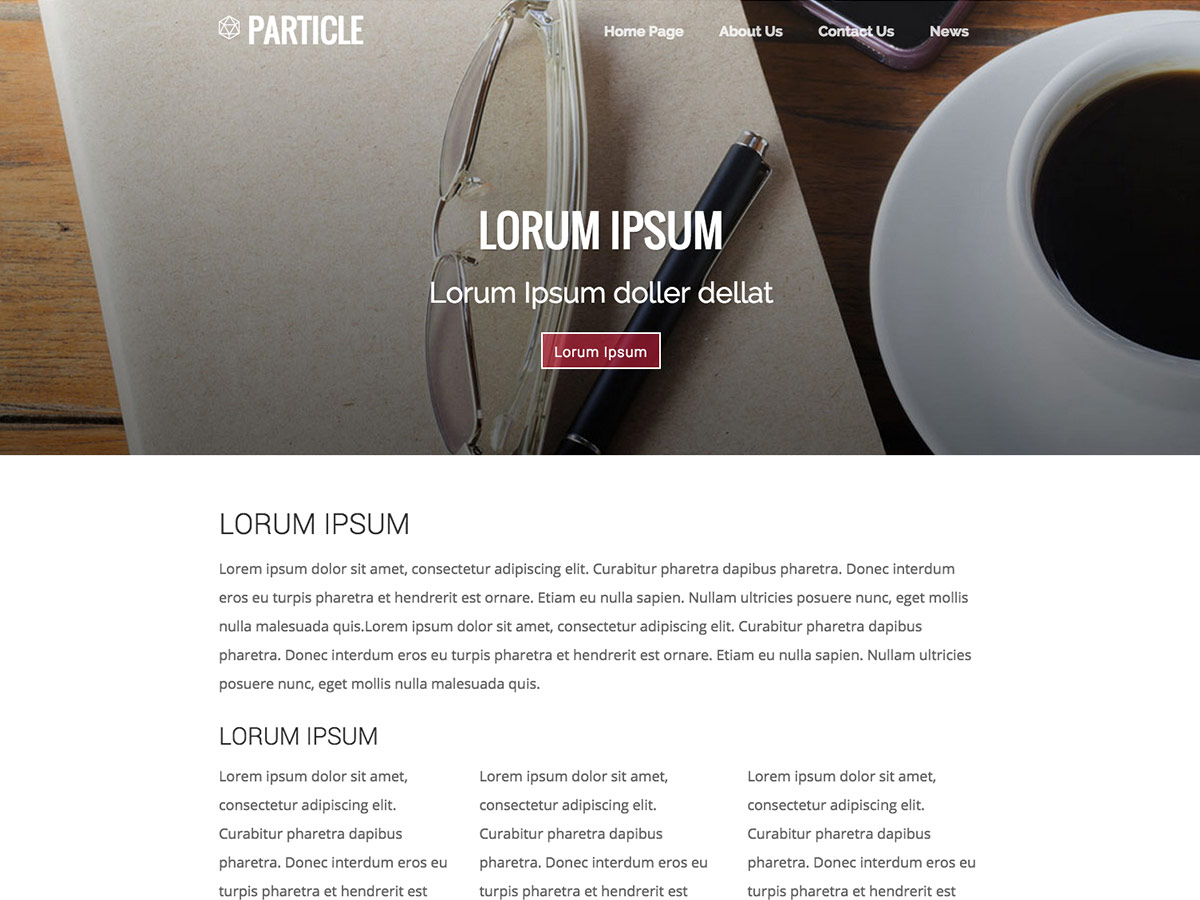 PARTICLE
Home Page About Us Contact Us News
LORUM IPSUM
Lorum Ipsum doller dellat
Lorum Ipsum
LORUM IPSUM
Lorem ipsum dolor sit amet, consectetur adipiscing elit. Curabitur pharetra dapibus pharetra. Donec interdum
eros eu turpis pharetra et hendrerit est ornare. Etiam eu nulla sapien. Nullam ultricies posuere nunc, eget mollis
nulla malesuada quis.Lorem ipsum dolor sit amet, consectetur adipiscing elit. Curabitur pharetra dapibus
pharetra. Donec interdum eros eu turpis pharetra et hendrerit est ornare. Etiam eu nulla sapien. Nullam ultricies
posuere nunc, eget mollis nulla malesuada quis.
LORUM IPSUM
Lorem ipsum dolor sit amet,
consectetur adipiscing elit.
Curabitur pharetra dapibus
pharetra. Donec interdum eros eu
turpis pharetra et hendrerit est
Lorem ipsum dolor sit amet,
consectetur adipiscing elit.
Curabitur pharetra dapibus
pharetra. Donec interdum eros eu
turpis pharetra et hendrerit est
Lorem ipsum dolor sit amet,
consectetur adipiscing elit.
Curabitur pharetra dapibus
pharetra. Donec interdum eros eu
turpis pharetra et hendrerit est